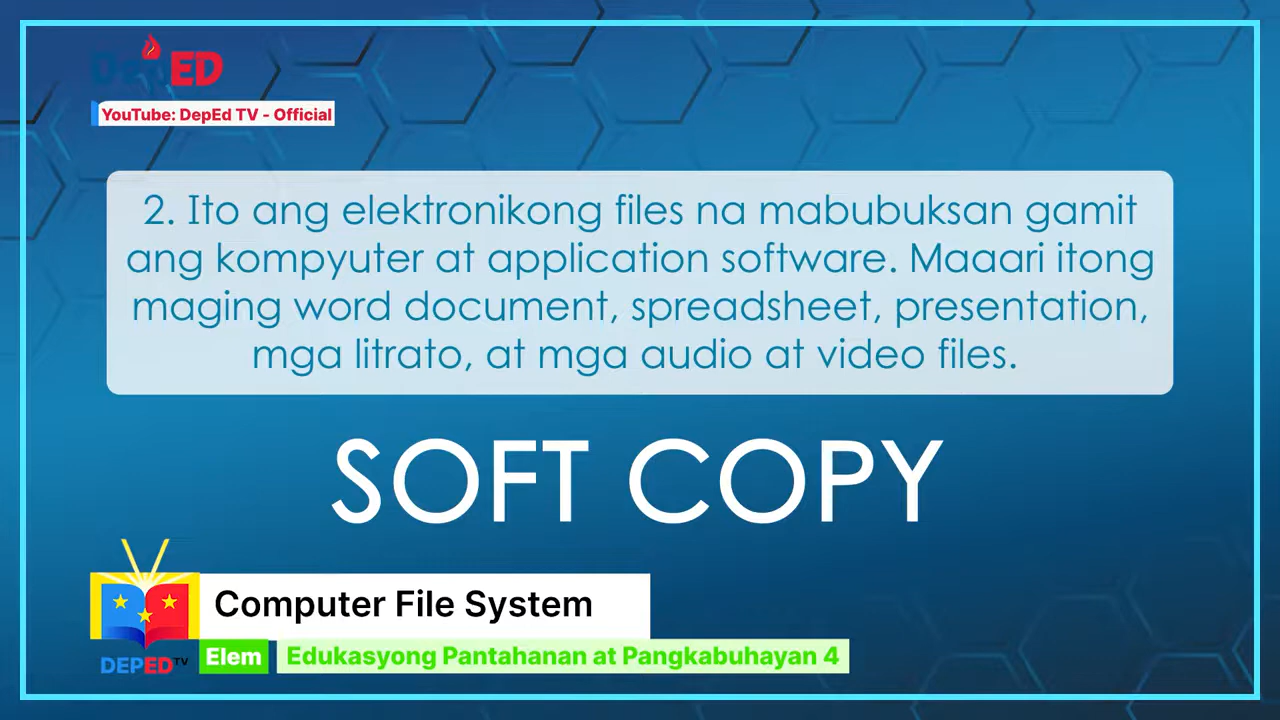 DepED
YouTube: DepEd TV - Official
2. Ito ang elektronikong files na mabubuksan gamit
ang kompyuter at application software. Maaari itong
maging word document, spreadsheet, presentation,
mga litrato, at mga audio at video files.
SOFT COPY
Computer File System
DEPED TV
Elem
Edukasyong Pantahanan at Pangkabuhayan 4